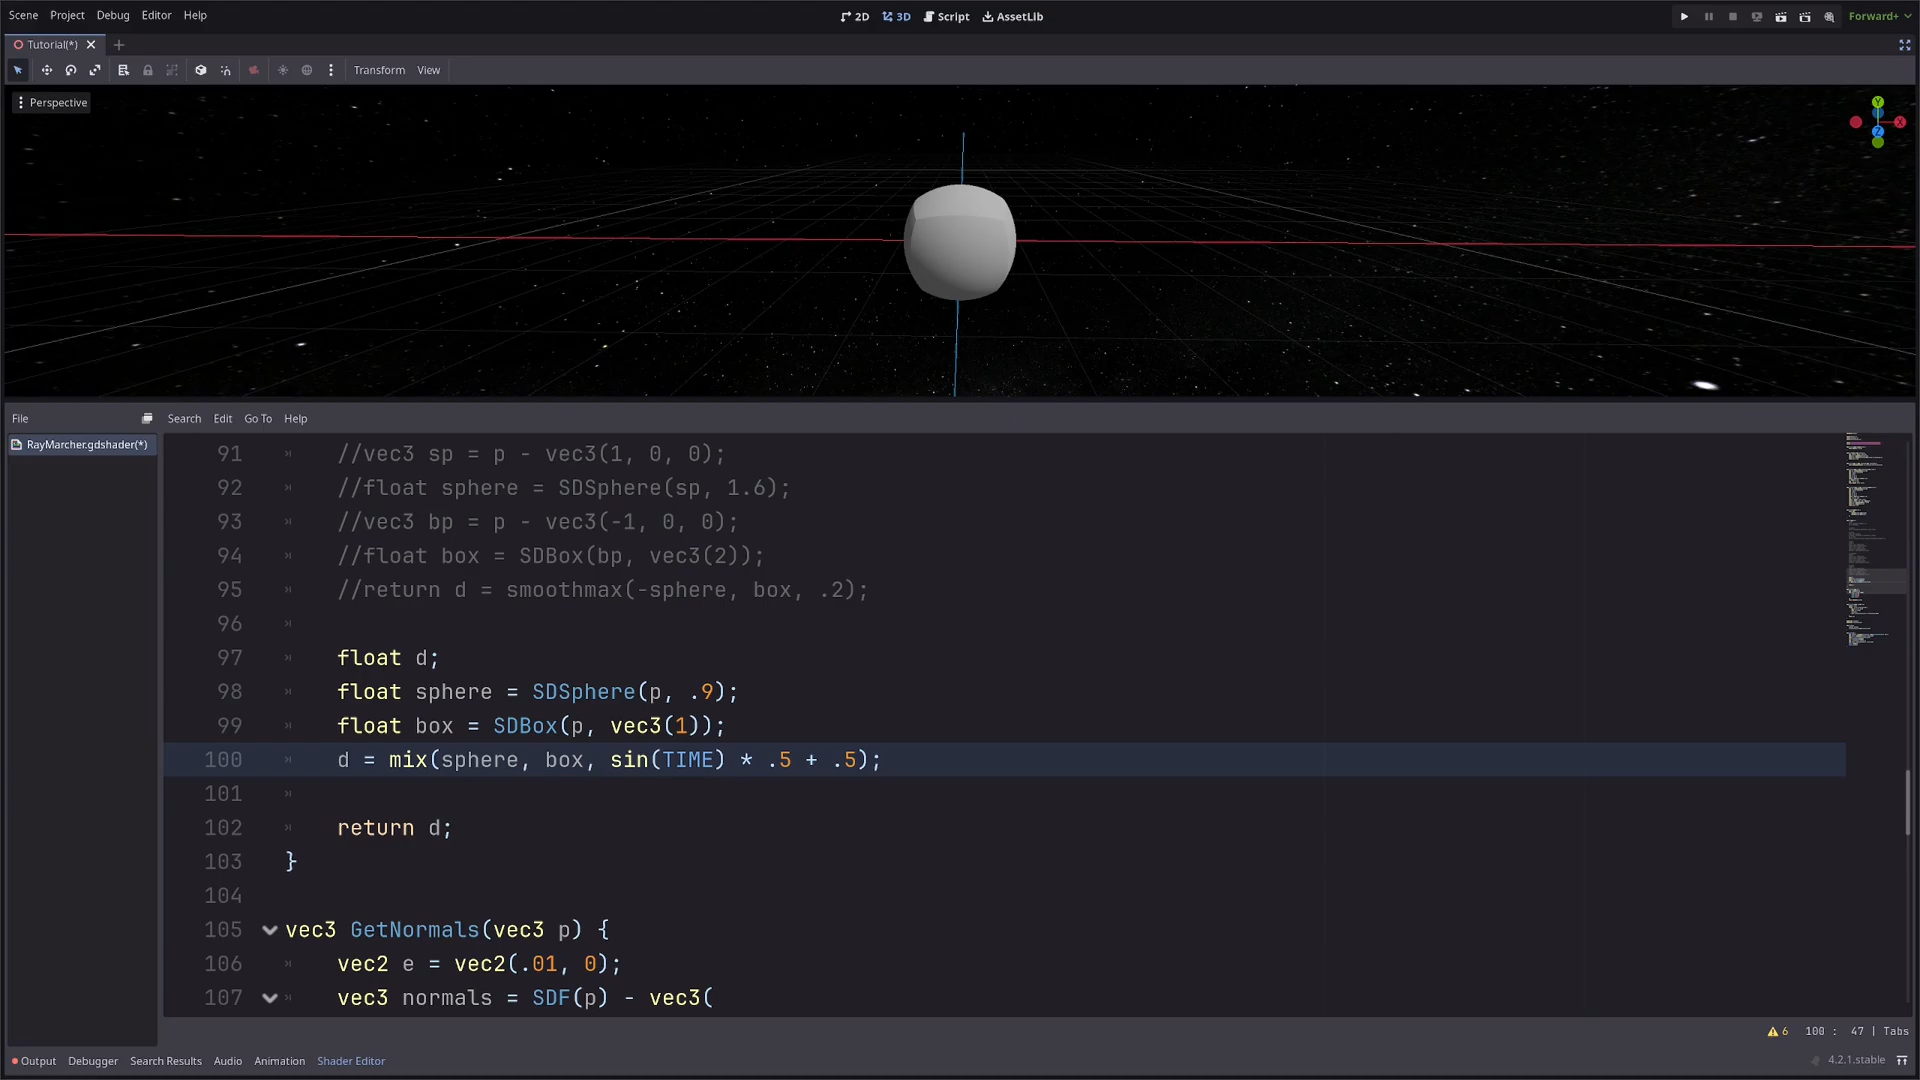 Scene Project Debug Editor Help
2D 3D Script AssetLib
Forward+
Tutorial(*)
Transform View
Perspective
Y
X
Z
File Search Edit Go To Help
RayMarcher.gdshader(*)
91 //vec3 sp = p - vec3(1, 0, 0);
92 //float sphere = SDSphere(sp, 1.6);
93 //vec3 bp = p - vec3(-1, 0, 0);
94 //float box = SDBox(bp, vec3(2));
95 //return d = smoothmax(-sphere, box, .2);
96
97 float d;
98 float sphere = SDSphere(p, .9);
99 float box = SDBox(p, vec3(1));
100 d = mix(sphere, box, sin(TIME) * .5 + .5);
101
102 return d;
103 }
104
105 vec3 GetNormals(vec3 p) {
106 vec2 e = vec2(.01, 0);
107 vec3 normals = SDF(p) - vec3(
6 100 : 47 | Tabs
Output Debugger Search Results Audio Animation Shader Editor
4.2.1.stable